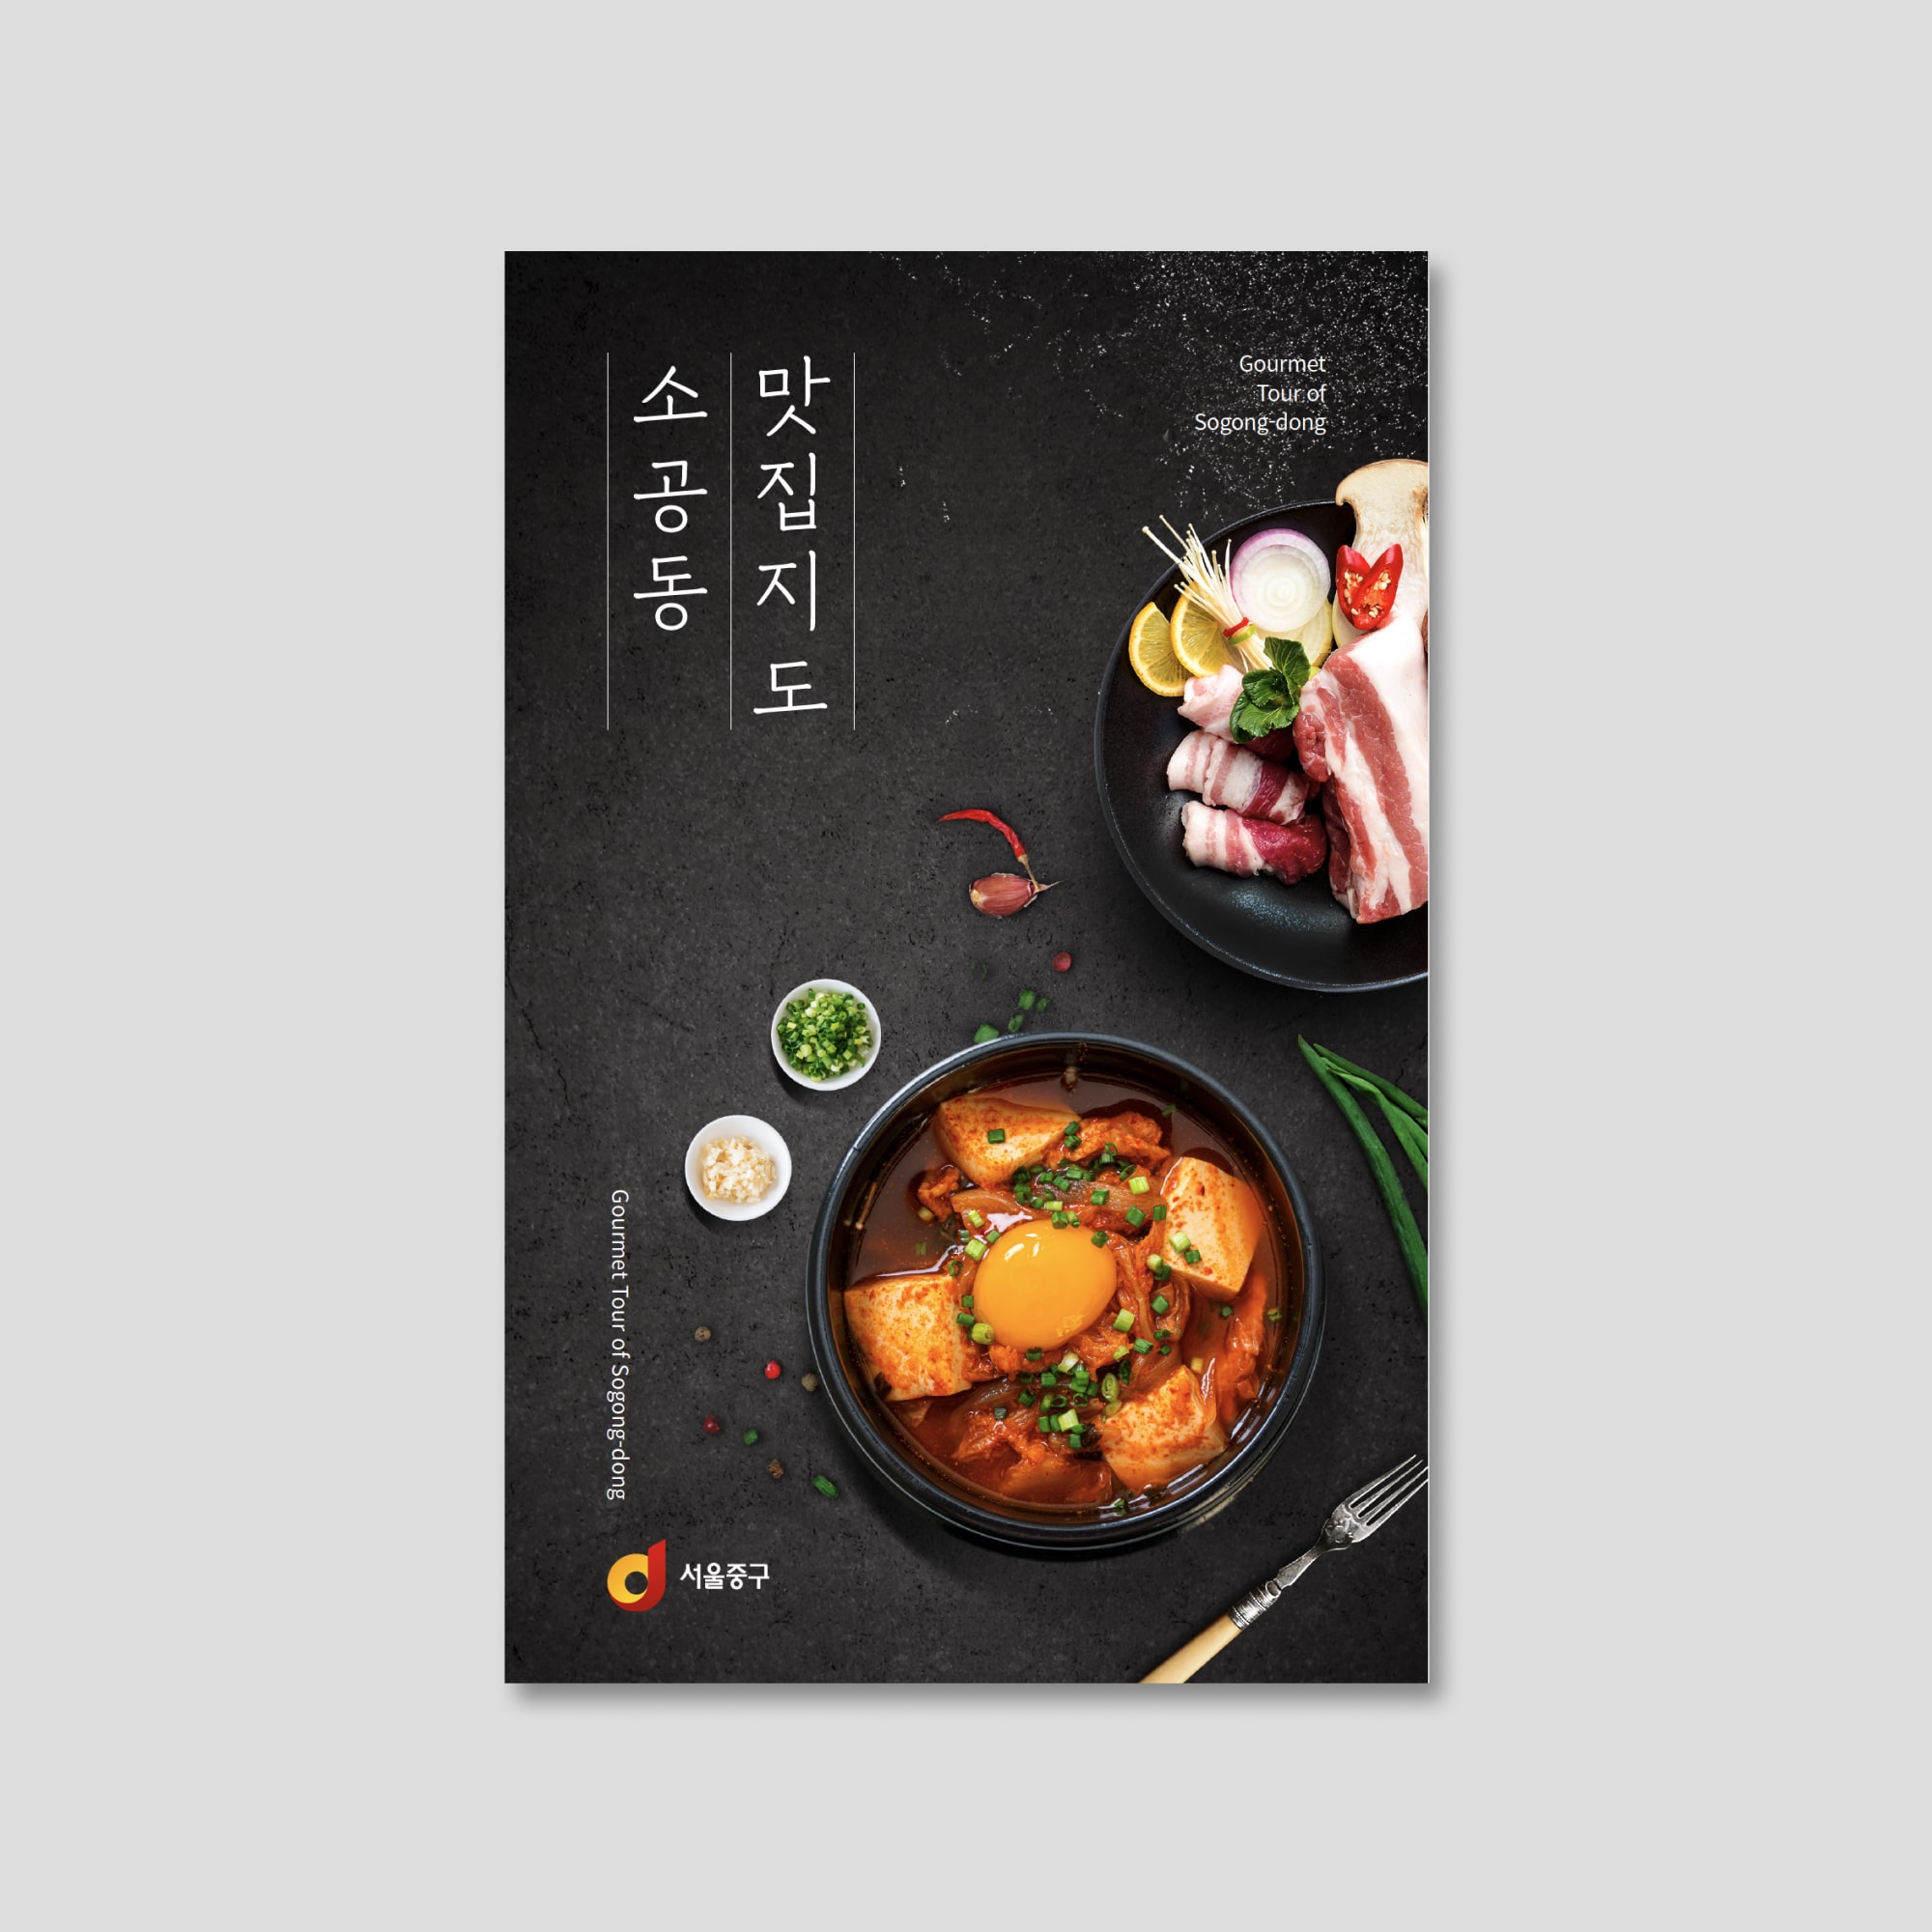 소공동
맛집지도
Gourmet
Tour of
Sogong-dong
Gourmet Tour of Sogong-dong
서울중구